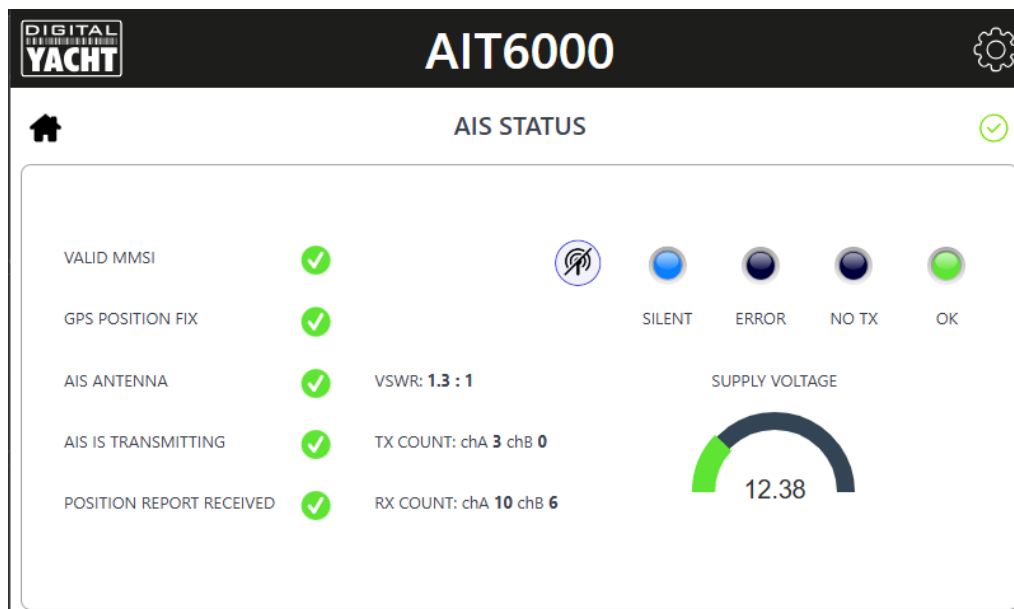 DIGITAL
YACHT
AIT6000
AIS STATUS
VALID MMSI
GPS POSITION FIX
SILENT ERROR NO TX OK
AIS ANTENNA VSWR: 1.3 : 1 SUPPLY VOLTAGE
AIS IS TRANSMITTING TX COUNT: chA 3 chB 0
12.38
POSITION REPORT RECEIVED RX COUNT: chA 10 chB 6